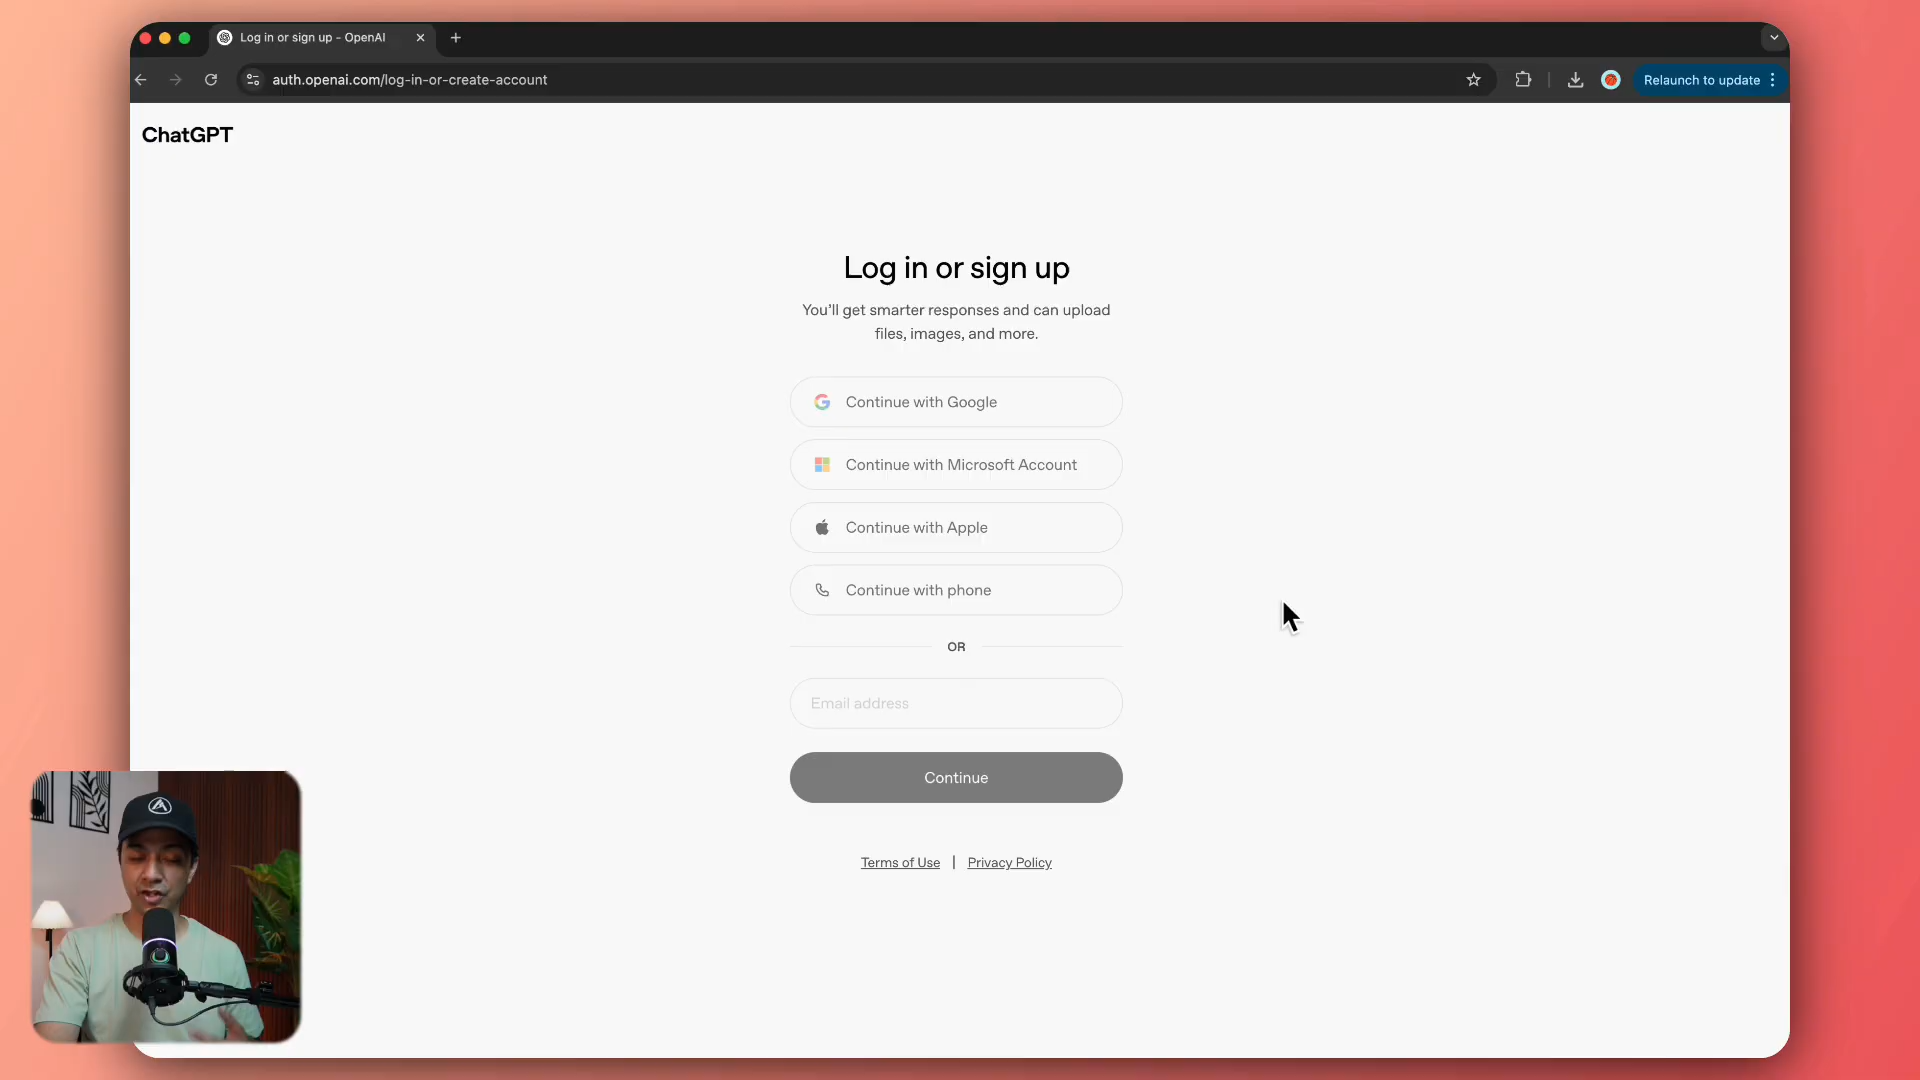 Log in or sign up - OpenAI
auth.openai.com/log-in-or-create-account
Relaunch to update
ChatGPT
Log in or sign up
You'll get smarter responses and can upload
files, images, and more.
Continue with Google
Continue with Microsoft Account
Continue with Apple
Continue with phone
OR
Email address
Continue
Terms of Use | Privacy Policy